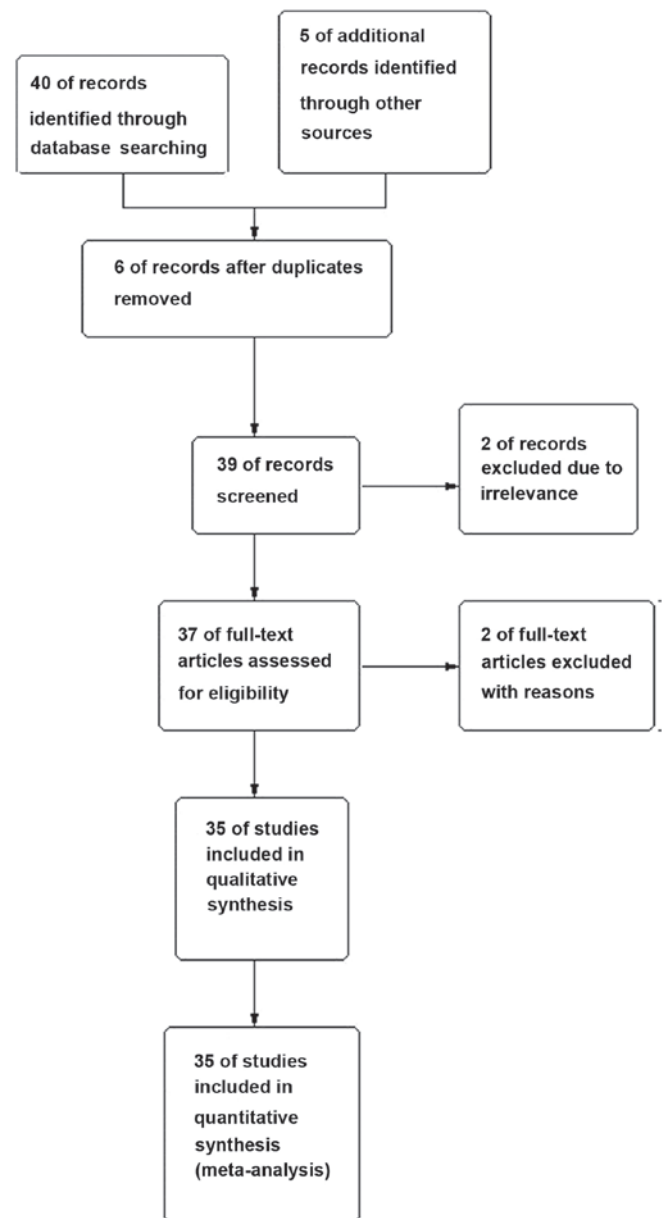 40 of records
identified through
database searching
5 of additional
records identified
through other
sources
6 of records after duplicates
removed
39 of records
screened
2 of records
excluded due to
irrelevance
37 of full-text
articles assessed
for eligibility
2 of full-text
articles excluded
with reasons
35 of studies
included in
qualitative
synthesis
35 of studies
included in
quantitative
synthesis
(meta-analysis)